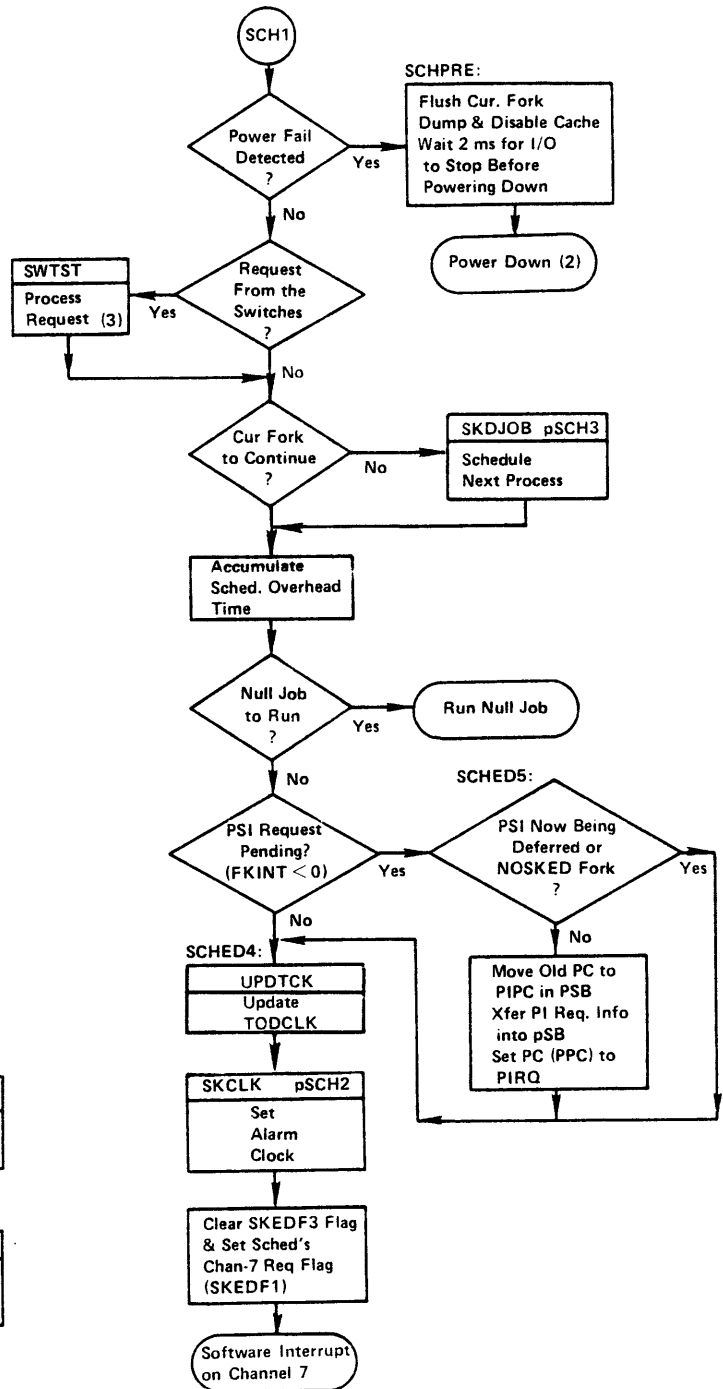 SCH1
SCHPRE:
Power Fail
Detected
?
Yes
Flush Cur. Fork
Dump & Disable Cache
Wait 2 ms for I/O
to Stop Before
Powering Down
No
Power Down (2)
Request
From the
Switches
?
Yes
SWTST
Process
Request (3)
No
Cur Fork
to Continue
?
No
SKDJOB pSCH3
Schedule
Next Process
Accumulate
Sched. Overhead
Time
Null Job
to Run
?
Yes
Run Null Job
No
PSI Request
Pending?
(FKINT < 0)
Yes
SCHED5:
PSI Now Being
Deferred or
NOSKED Fork
?
Yes
No
No
Move Old PC to
PIPC in PSB
Xfer PI Req. Info
into pSB
Set PC (PPC) to
PIRQ
SCHED4:
UPDTCK
Update
TODCLK
SKCLK pSCH2
Set
Alarm
Clock
Clear SKEDF3 Flag
& Set Sched's
Chan-7 Req Flag
(SKEDF1)
Software Interrupt
on Channel 7